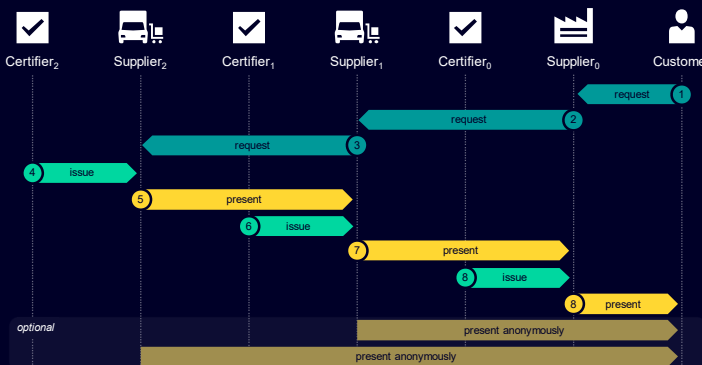 Certifier2 Supplier2 Certifier1 Supplier1 Certifier0 Supplier0 Custome
request 1
request 2
request 3
4 issue
5 present
6 issue
7 present
8 issue
8 present
optional
present anonymously
present anonymously